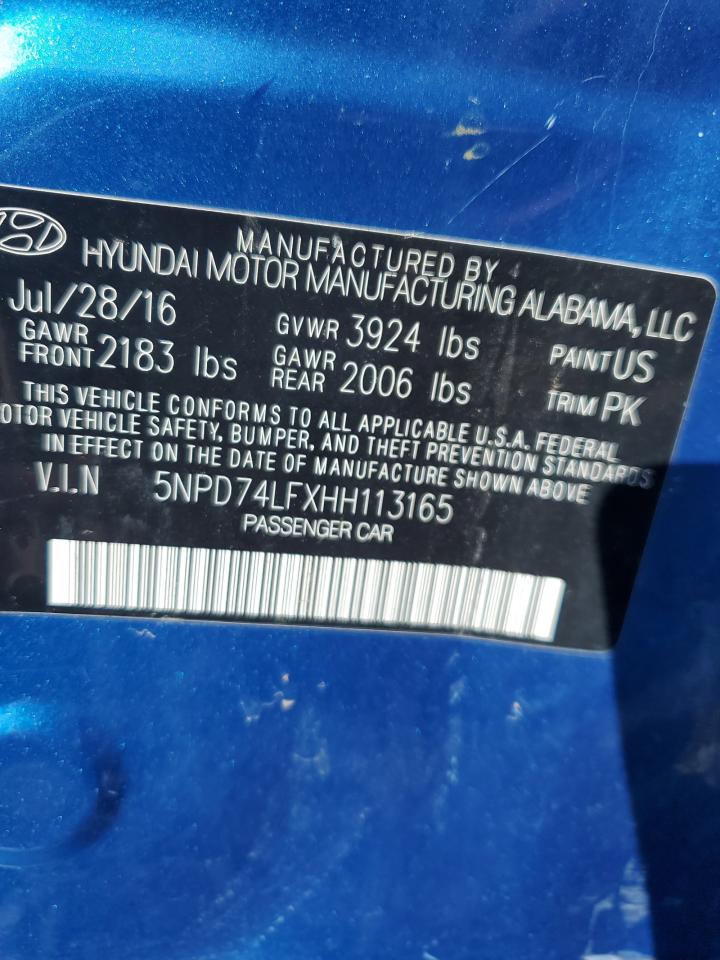 MANUFACTURED BY
HYUNDAI MOTOR MANUFACTURING ALABAMA, LLC
Jul/28/16 GVWR 3924 lbs PAINT US
GAWR FRONT 2183 lbs GAWR REAR 2006 lbs TRIM PK
THIS VEHICLE CONFORMS TO ALL APPLICABLE U.S.A. FEDERAL
OTOR VEHICLE SAFETY, BUMPER, AND THEFT PREVENTION STANDARDS
IN EFFECT ON THE DATE OF MANUFACTURE SHOWN ABOVE
V.I.N 5NPD74LFXHH113165
PASSENGER CAR